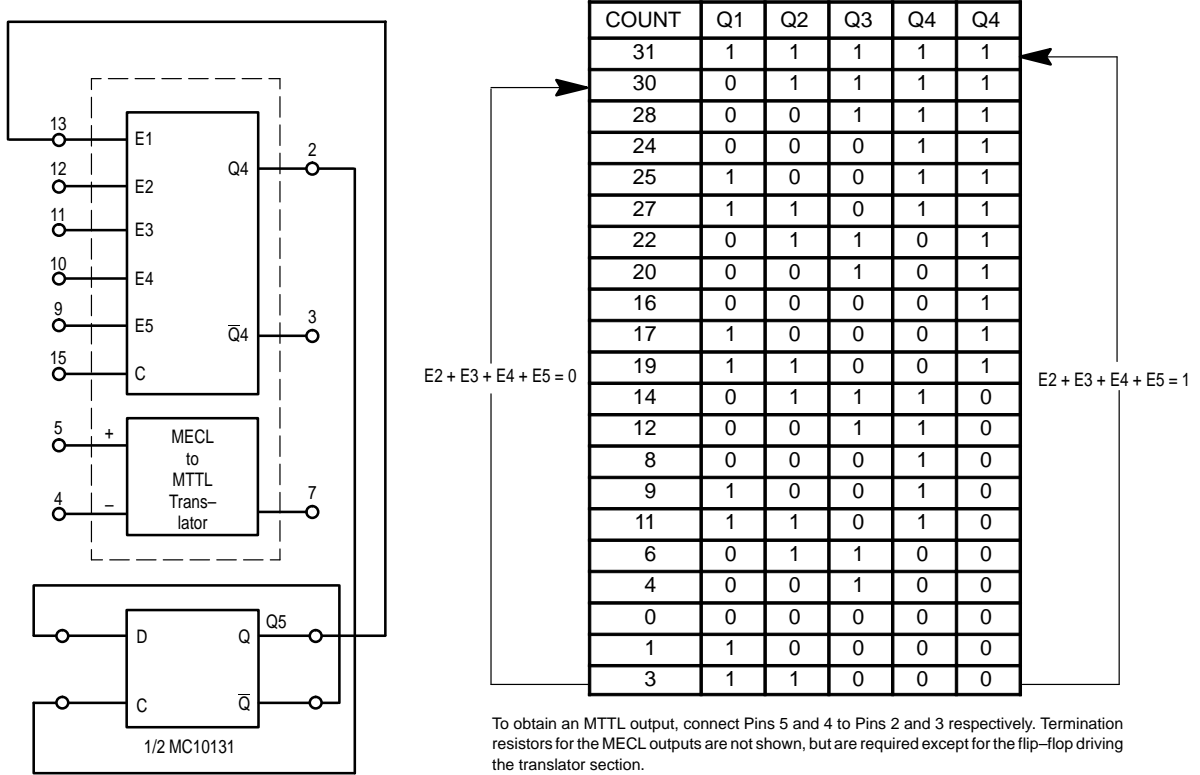 13
E1
12
E2
11
E3
10
E4
9
E5
15
C
Q4
2
Q̅4
3
5
+
4
–
MECL
to
MTTL
Trans–
lator
7
D
Q
Q5
C
Q̅
1/2 MC10131
COUNT Q1 Q2 Q3 Q4 Q4
31 1 1 1 1 1
30 0 1 1 1 1
28 0 0 1 1 1
24 0 0 0 1 1
25 1 0 0 1 1
27 1 1 0 1 1
22 0 1 1 0 1
20 0 0 1 0 1
16 0 0 0 0 1
17 1 0 0 0 1
19 1 1 0 0 1
14 0 1 1 1 0
12 0 0 1 1 0
8 0 0 0 1 0
9 1 0 0 1 0
11 1 1 0 1 0
6 0 1 1 0 0
4 0 0 1 0 0
0 0 0 0 0 0
1 1 0 0 0 0
3 1 1 0 0 0
E2 + E3 + E4 + E5 = 0
E2 + E3 + E4 + E5 = 1
To obtain an MTTL output, connect Pins 5 and 4 to Pins 2 and 3 respectively. Termination
resistors for the MECL outputs are not shown, but are required except for the flip–flop driving
the translator section.